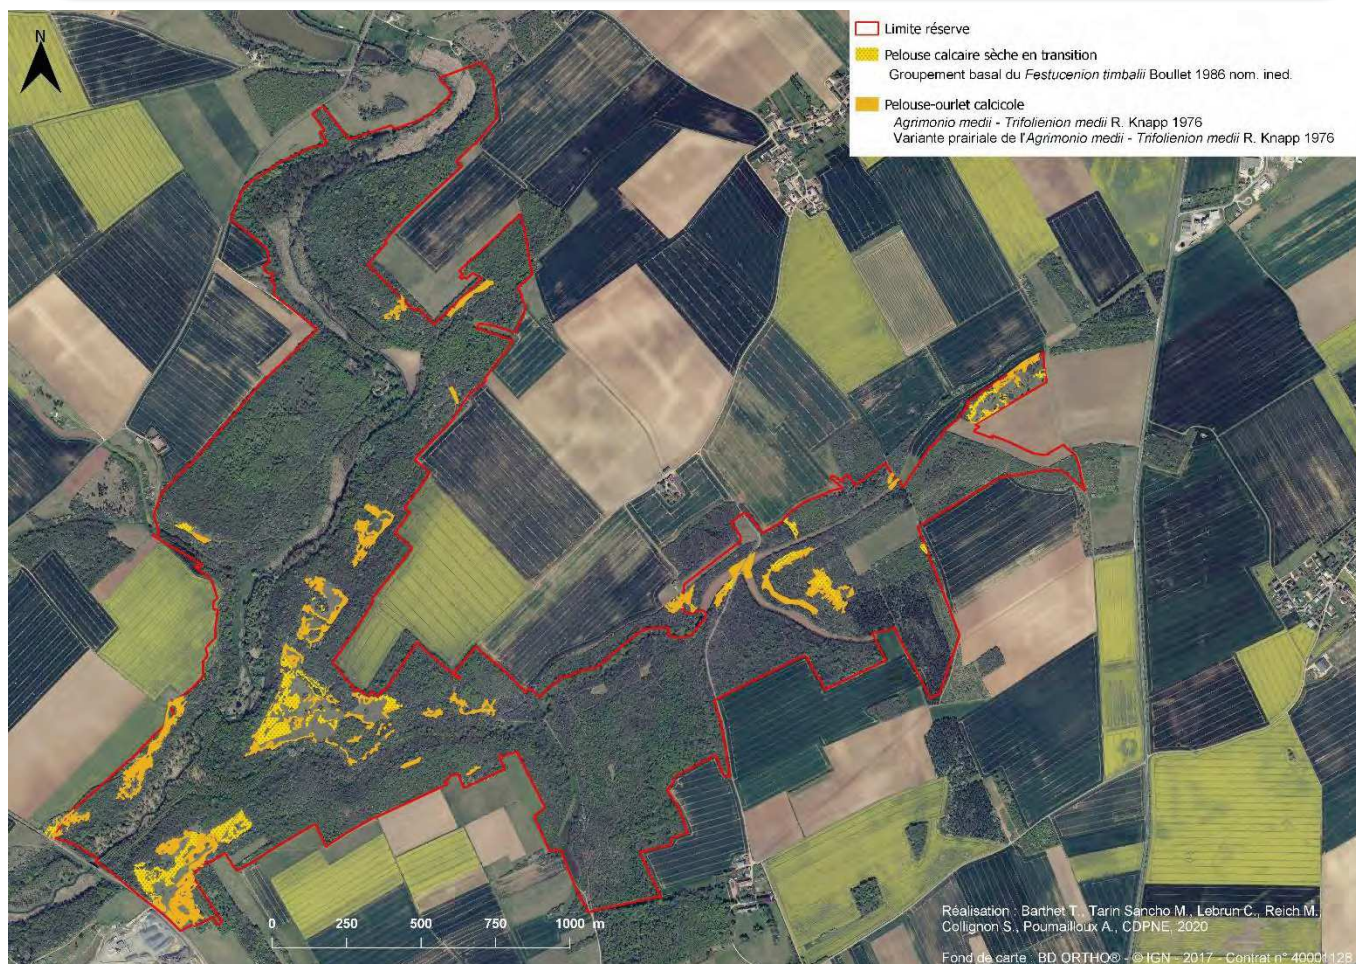 N
Limite réserve
Pelouse calcaire sèche en transition
Groupement basal du Festucenion timbalii Boullet 1986 nom. ined.
Pelouse-ourlet calcicole
Agrimonio medii - Trifolienion medii R. Knapp 1976
Variante prairiale de l'Agrimonio medii - Trifolienion medii R. Knapp 1976
0 250 500 750 1000 m
Réalisation : Barthet T., Tarin Sancho M., Lebrun C., Reich M.,
Collignon S., Poumailloux A., CDPNE, 2020
Fond de carte : BD ORTHO® - © IGN - 2017 - Contrat n° 40001128